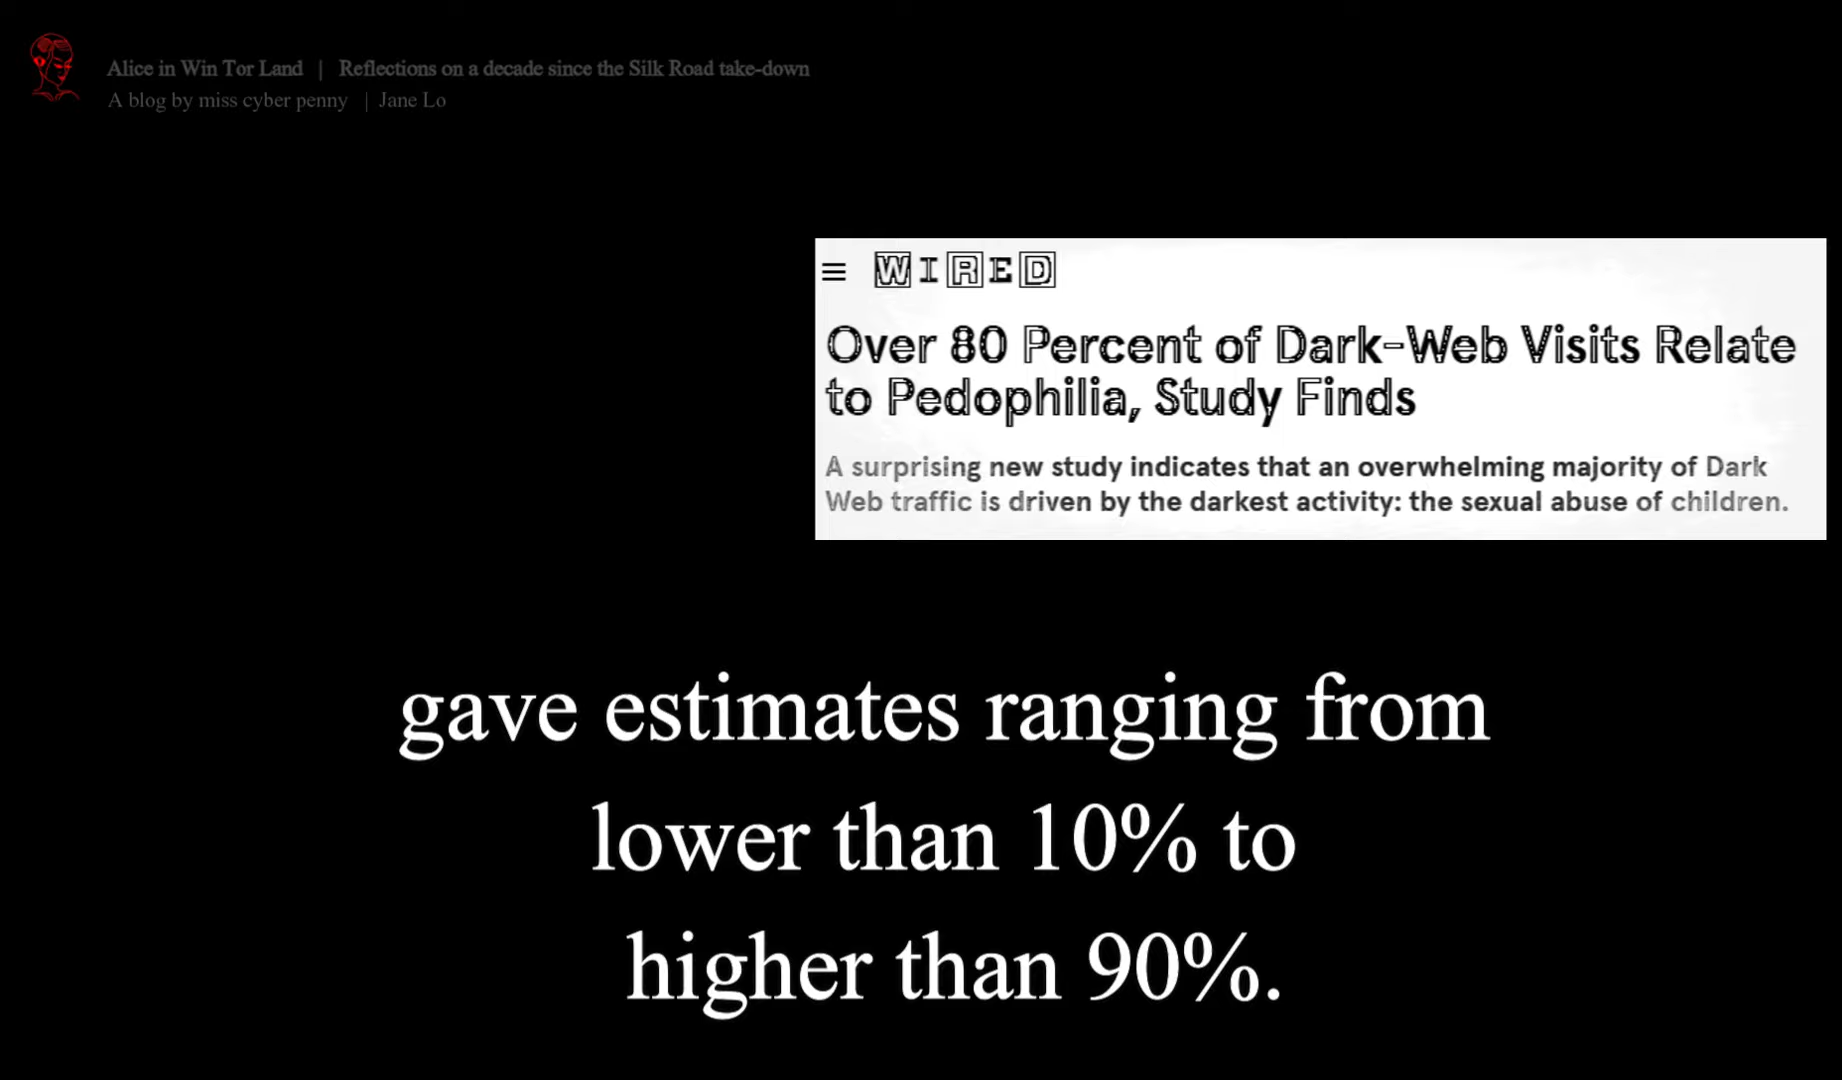 Alice in Win Tor Land | Reflections on a decade since the Silk Road take-down
A blog by miss cyber penny | Jane Lo
WIRED
Over 80 Percent of Dark-Web Visits Relate
to Pedophilia, Study Finds
A surprising new study indicates that an overwhelming majority of Dark
Web traffic is driven by the darkest activity: the sexual abuse of children.
gave estimates ranging from
lower than 10% to
higher than 90%.